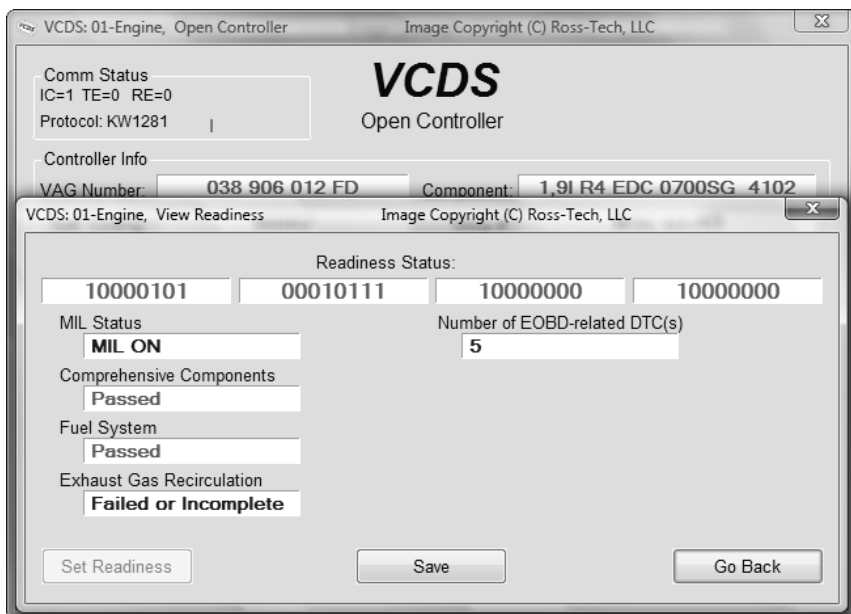 VCDS: 01-Engine, Open Controller Image Copyright (C) Ross-Tech, LLC
Comm Status
IC=1 TE=0 RE=0
Protocol: KW1281
VCDS
Open Controller
Controller Info
VAG Number: 038 906 012 FD Component: 1,9l R4 EDC 0700SG 4102
VCDS: 01-Engine, View Readiness Image Copyright (C) Ross-Tech, LLC
Readiness Status:
10000101 00010111 10000000 10000000
MIL Status Number of EOBD-related DTC(s)
MIL ON 5
Comprehensive Components
Passed
Fuel System
Passed
Exhaust Gas Recirculation
Failed or Incomplete
Set Readiness Save Go Back